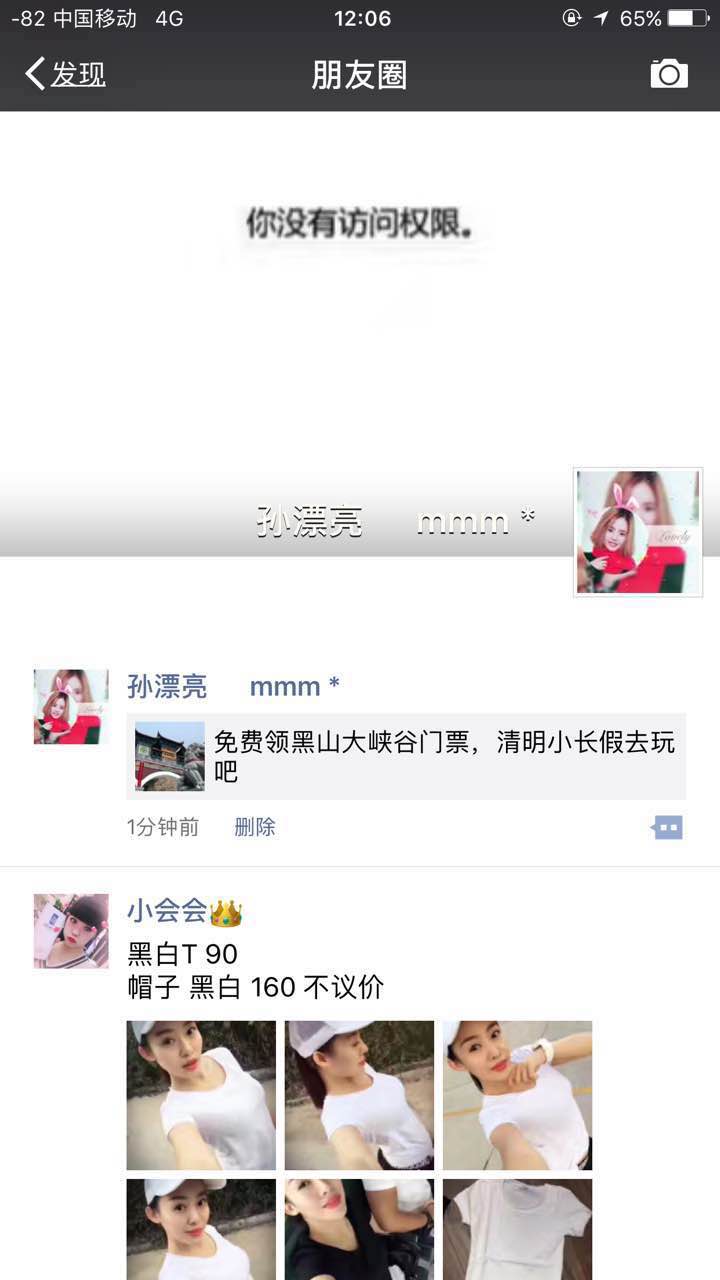 -82 中国移动 4G 12:06 65%
发现 朋友圈
你没有访问权限。
孙漂亮 mmm *
Lovely
孙漂亮 mmm *
免费领黑山大峡谷门票，清明小长假去玩
吧
1分钟前 删除
小会会👑
黑白T 90
帽子 黑白 160 不议价